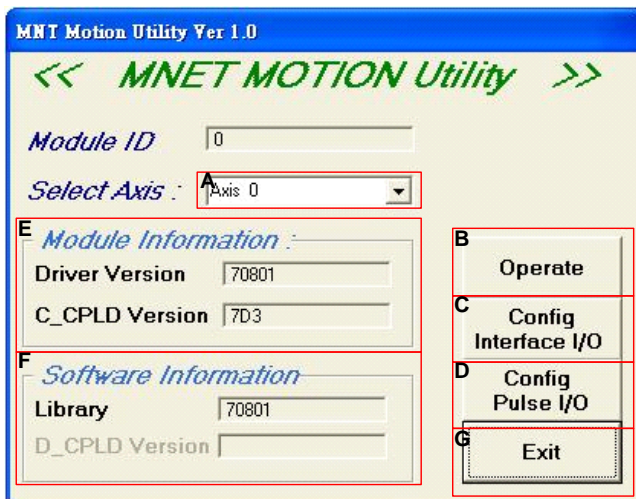 MNT Motion Utility Ver 1.0
<< MNET MOTION Utility >>
Module ID 0
Select Axis : A Axis 0
E Module Information :
Driver Version 70801
C_CPLD Version 7D3
F Software Information
Library 70801
D_CPLD Version
B Operate
C Config
Interface I/O
D Config
Pulse I/O
G Exit